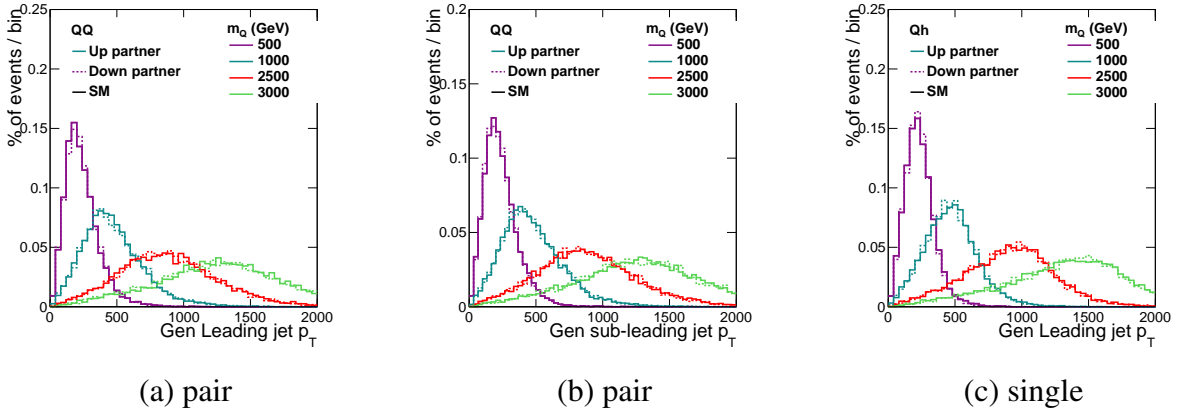 % of events / bin
0.25
0.2
0.15
0.1
0.05
0
QQ
Up partner
Down partner
SM
m_Q (GeV)
500
1000
2500
3000
0 500 1000 1500 2000
Gen Leading jet p_T
(a) pair
% of events / bin
0.2
0.15
0.1
0.05
0
QQ
Up partner
Down partner
SM
m_Q (GeV)
500
1000
2500
3000
0 500 1000 1500 2000
Gen sub-leading jet p_T
(b) pair
% of events / bin
0.25
0.2
0.15
0.1
0.05
0
Qh
Up partner
Down partner
SM
m_Q (GeV)
500
1000
2500
3000
0 500 1000 1500 2000
Gen Leading jet p_T
(c) single